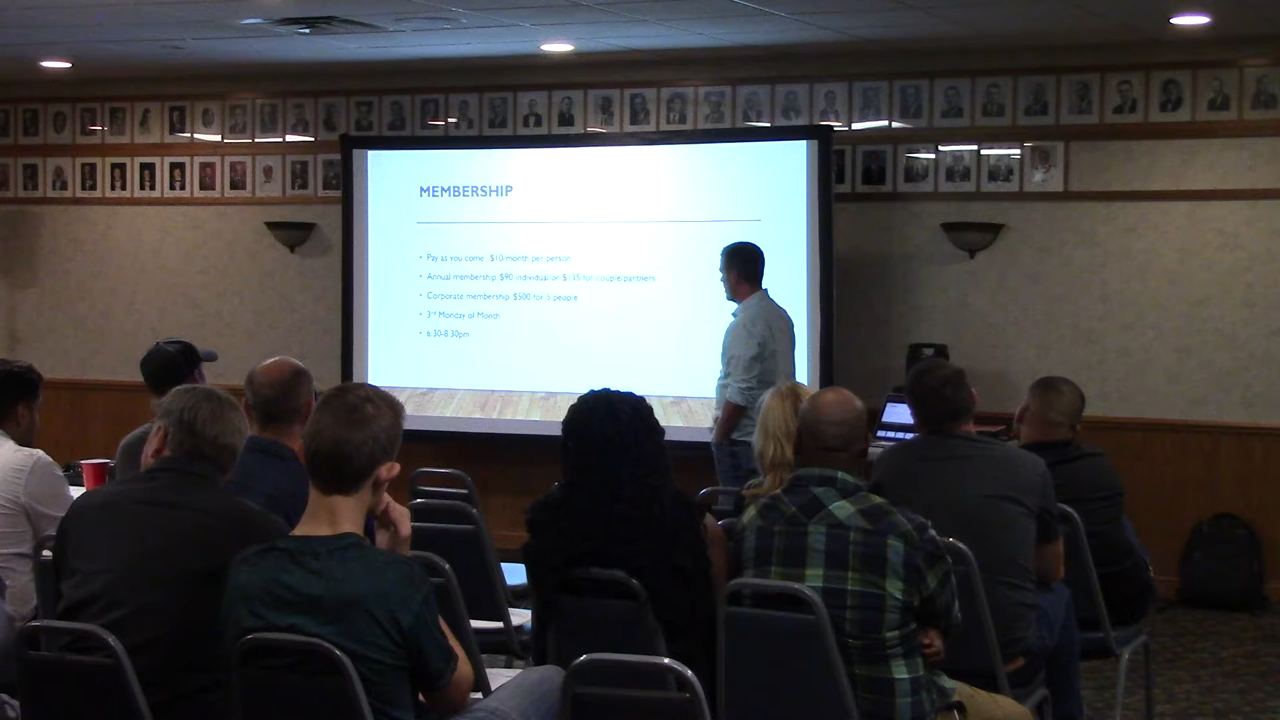 MEMBERSHIP
• Pay as you come $10/month per person
• Annual membership $90 individual or $135 for couple/partners
• Corporate membership $500 for 5 people
• 3rd Monday of Month
• 6:30-8:30pm